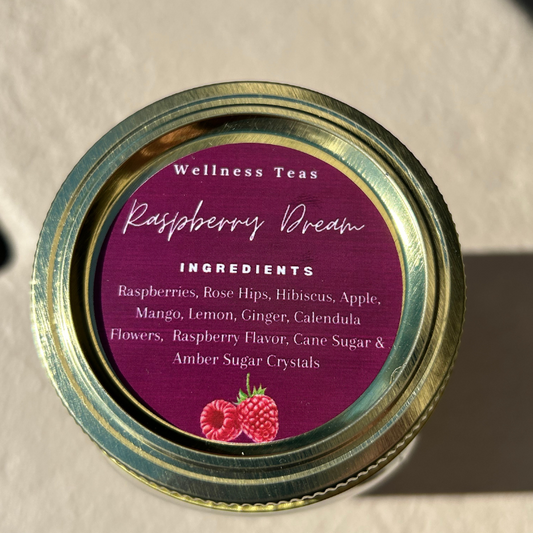 Wellness Teas
Raspberry Dream
INGREDIENTS
Raspberries, Rose Hips, Hibiscus, Apple,
Mango, Lemon, Ginger, Calendula
Flowers, Raspberry Flavor, Cane Sugar &
Amber Sugar Crystals